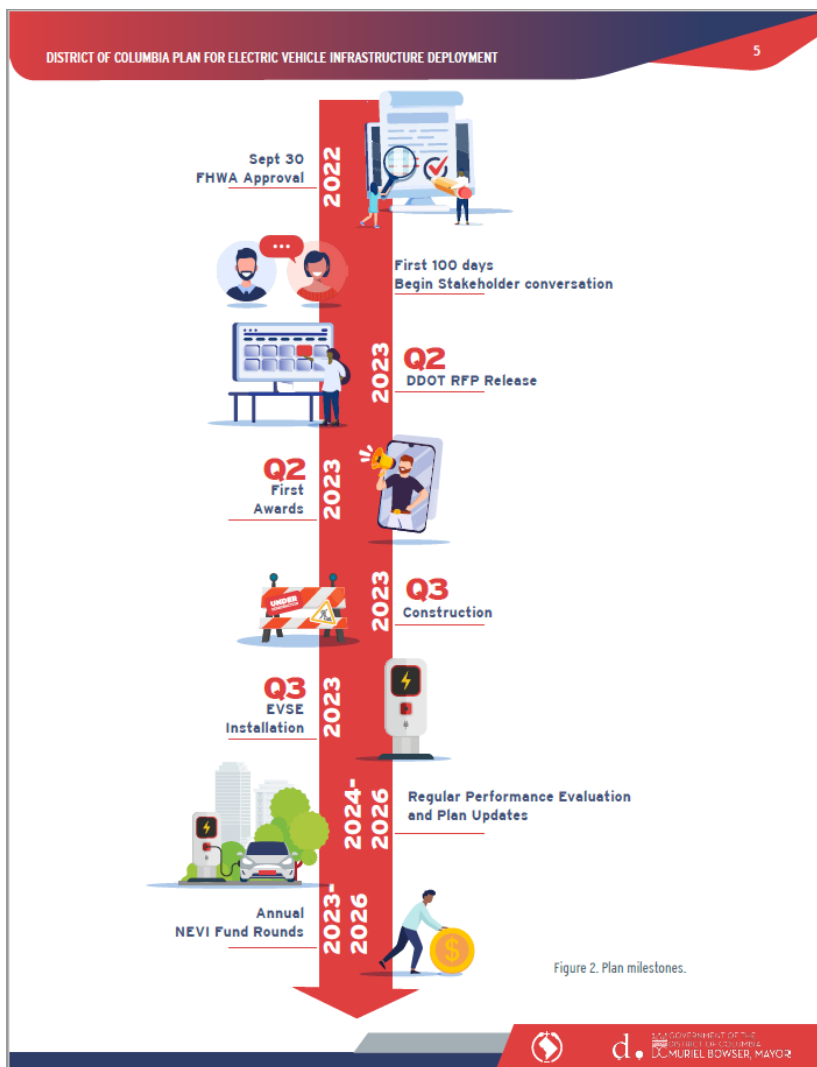 DISTRICT OF COLUMBIA PLAN FOR ELECTRIC VEHICLE INFRASTRUCTURE DEPLOYMENT
5
Sept 30
FHWA Approval
2022
First 100 days
Begin Stakeholder conversation
2023
Q2
DDOT RFP Release
Q2
First
Awards
2023
UNDER
CONSTRUCTION
2023
Q3
Construction
Q3
EVSE
Installation
2023
2024-
2026
Regular Performance Evaluation
and Plan Updates
Annual
NEVI Fund Rounds
2023-
2026
$
Figure 2. Plan milestones.
d.
GOVERNMENT OF THE
DISTRICT OF COLUMBIA
DC MURIEL BOWSER, MAYOR